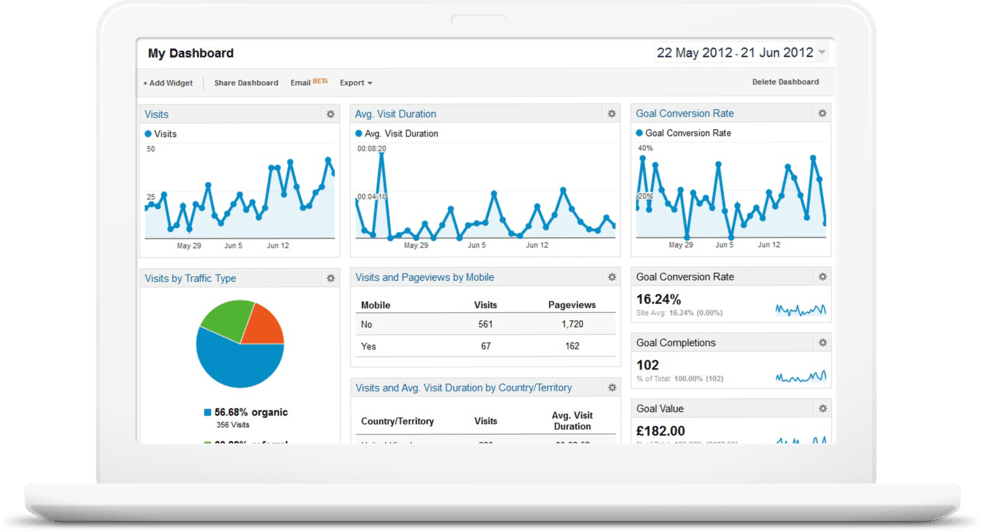 My Dashboard
22 May 2012 - 21 Jun 2012
+ Add Widget
Share Dashboard
Email BETA
Export
Delete Dashboard
Visits
Visits
50
25
May 29
Jun 5
Jun 12
Avg. Visit Duration
Avg. Visit Duration
00:08:20
00:04:10
May 29
Jun 5
Jun 12
Goal Conversion Rate
Goal Conversion Rate
40%
20%
May 29
Jun 5
Jun 12
Visits by Traffic Type
56.68% organic
356 Visits
Visits and Pageviews by Mobile
Mobile Visits Pageviews
No 561 1,720
Yes 67 162
Visits and Avg. Visit Duration by Country/Territory
Country/Territory Visits Avg. Visit Duration
Goal Conversion Rate
16.24%
Site Avg: 16.24% (0.00%)
Goal Completions
102
% of Total: 100.00% (102)
Goal Value
£182.00